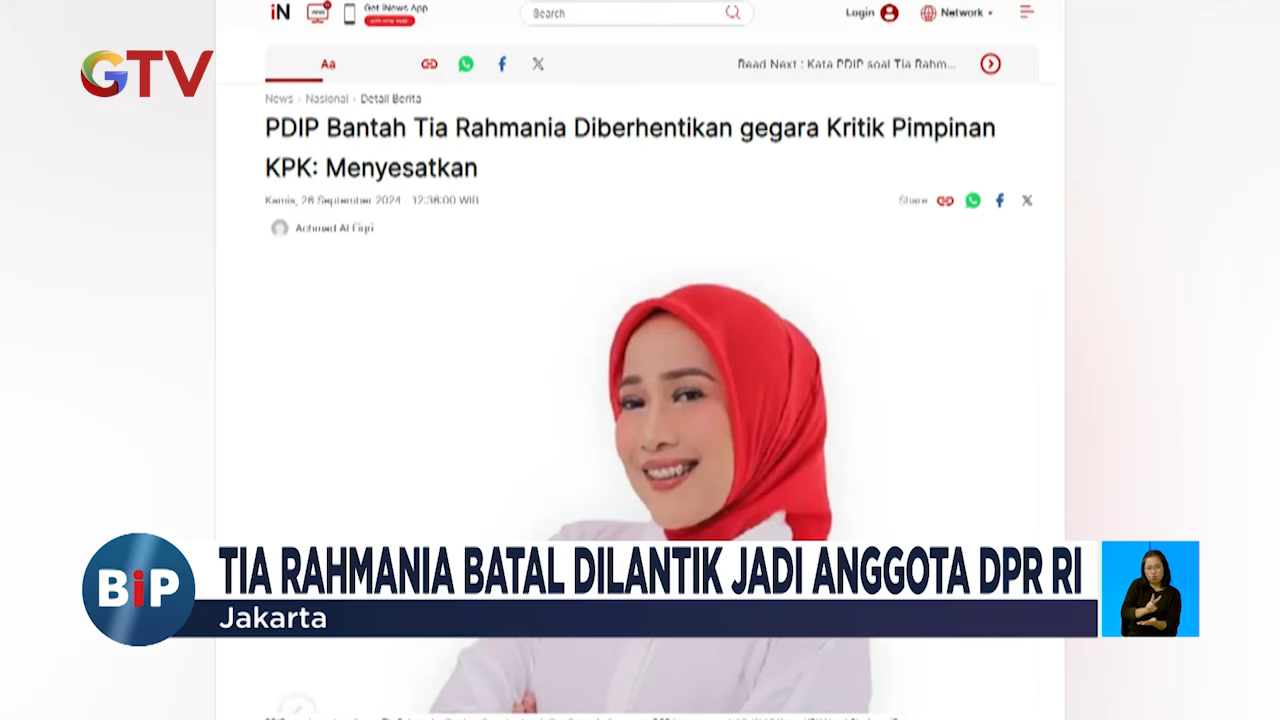 iN
Get iNews App
Search
Login
Network
GTV
Aa
Read Next : Kata PDIP soal Tia Rahm...
News › Nasional › Detail Berita
PDIP Bantah Tia Rahmania Diberhentikan gegara Kritik Pimpinan
KPK: Menyesatkan
Kamis, 26 September 2024 12:36:00 WIB
Share
Achmad Al Fiqri
BiP
TIA RAHMANIA BATAL DILANTIK JADI ANGGOTA DPR RI
Jakarta